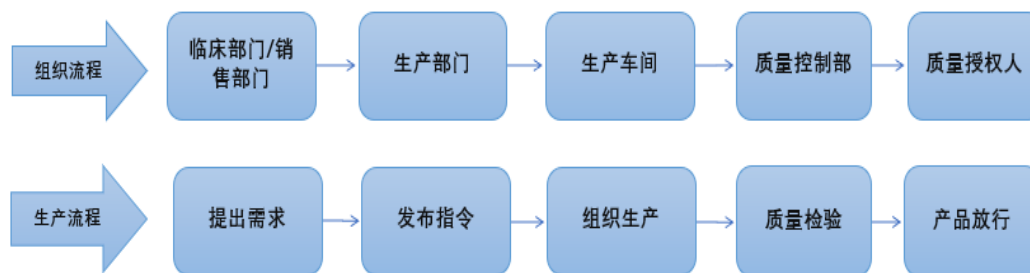 组织流程
临床部门/销
售部门
生产部门
生产车间
质量控制部
质量授权人
生产流程
提出需求
发布指令
组织生产
质量检验
产品放行